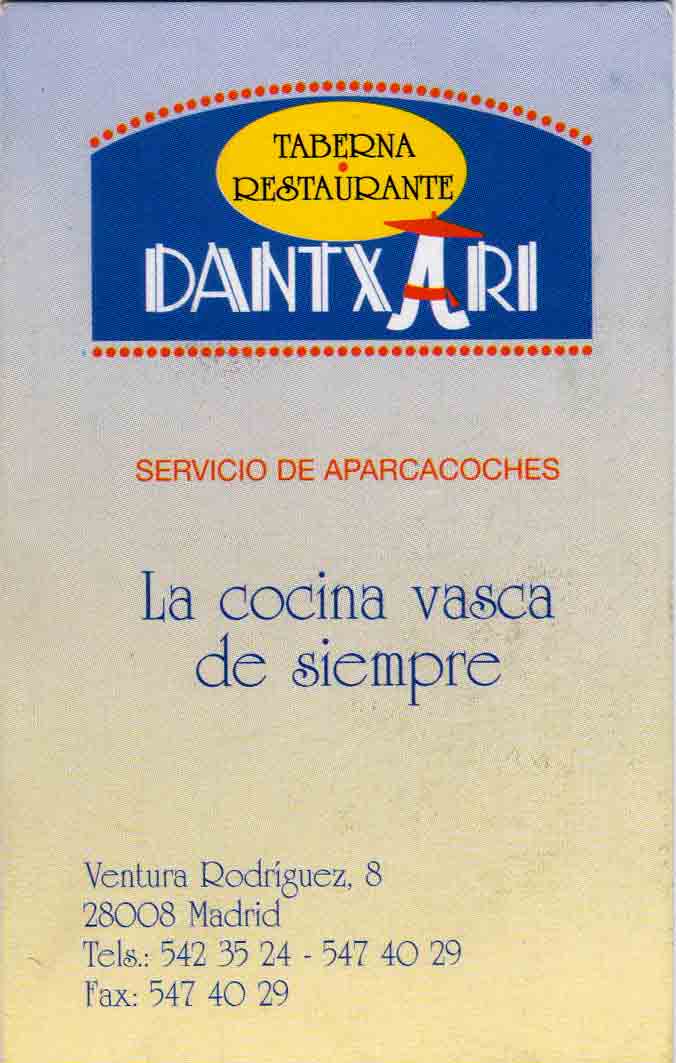 TABERNA
RESTAURANTE
DANTXARI
SERVICIO DE APARCACOCHES
La cocina vasca
de siempre
Ventura Rodríguez, 8
28008 Madrid
Tels.: 542 35 24 - 547 40 29
Fax: 547 40 29